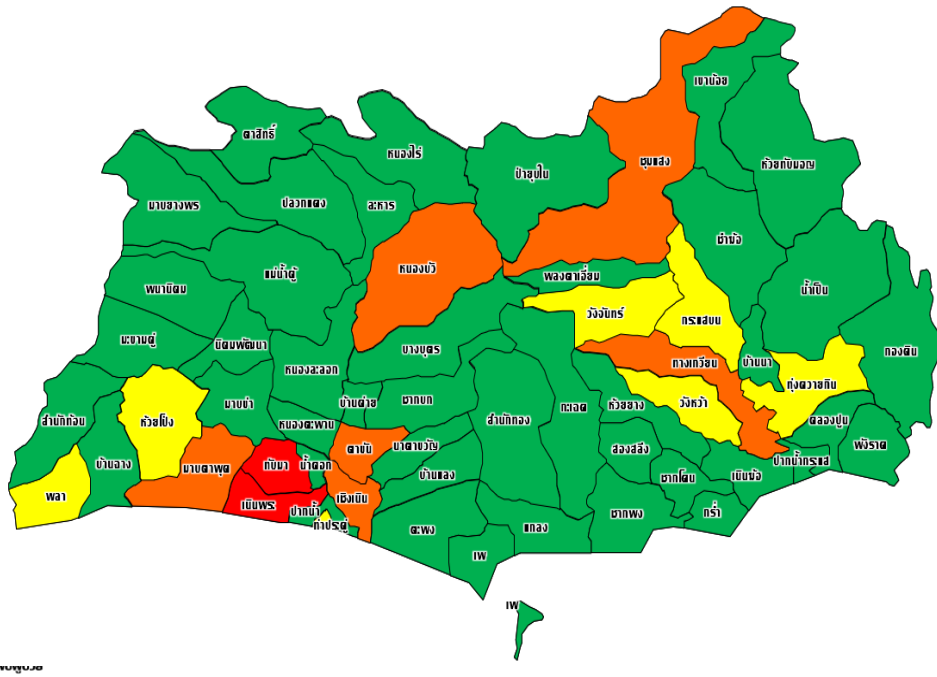 เขาน้อย
ตาสิทธิ์
หนองไร่
ชุมแสง
ห้วยทับมอญ
ป่ายุบใน
มาบยางพร
ปลวกแดง
ละหาร
ชำฆ้อ
แม่น้ำคู้
หนองบัว
พลงตาเอี่ยม
น้ำเป็น
พนานิคม
วังจันทร์
กระแสบน
มะขามคู่
นิคมพัฒนา
บางบุตร
กองดิน
บ้านนา
ทางเกวียน
หนองละลอก
ทุ่งควายกิน
มาบข่า
บ้านค่าย
ชากบก
วังหว้า
ห้วยยาง
กะเฉด
สำนักท้อน
ห้วยโป่ง
หนองตะพาน
สำนักทอง
คลองปูน
นาตาขวัญ
ตาขัน
สองสลึง
พังราด
บ้านฉาง
มาบตาพุด
ทับมา
น้ำคอก
บ้านแลง
ปากน้ำกระแส
ชากโดน
เนินฆ้อ
พลา
เชิงเนิน
เนินพระ
ปากน้ำ
ท่าประดู่
ตะพง
แกลง
ชากพง
กร่ำ
เพ
เพ